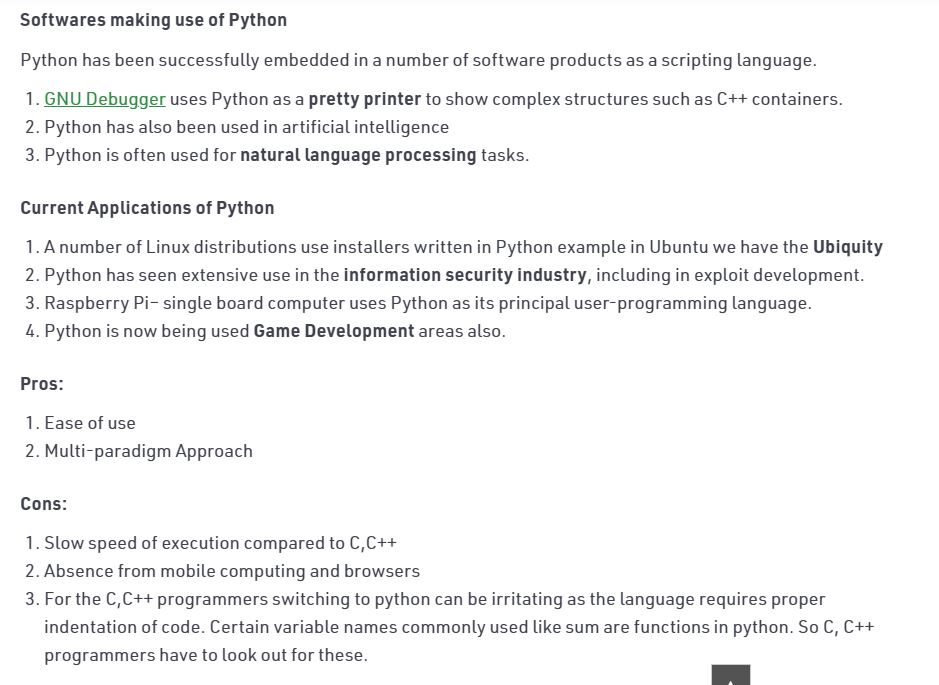 Softwares making use of Python
Python has been successfully embedded in a number of software products as a scripting language.
1. GNU Debugger uses Python as a pretty printer to show complex structures such as C++ containers.
2. Python has also been used in artificial intelligence
3. Python is often used for natural language processing tasks.
Current Applications of Python
1. A number of Linux distributions use installers written in Python example in Ubuntu we have the Ubiquity
2. Python has seen extensive use in the information security industry, including in exploit development.
3. Raspberry Pi– single board computer uses Python as its principal user-programming language.
4. Python is now being used Game Development areas also.
Pros:
1. Ease of use
2. Multi-paradigm Approach
Cons:
1. Slow speed of execution compared to C,C++
2. Absence from mobile computing and browsers
3. For the C,C++ programmers switching to python can be irritating as the language requires proper
indentation of code. Certain variable names commonly used like sum are functions in python. So C, C++
programmers have to look out for these.